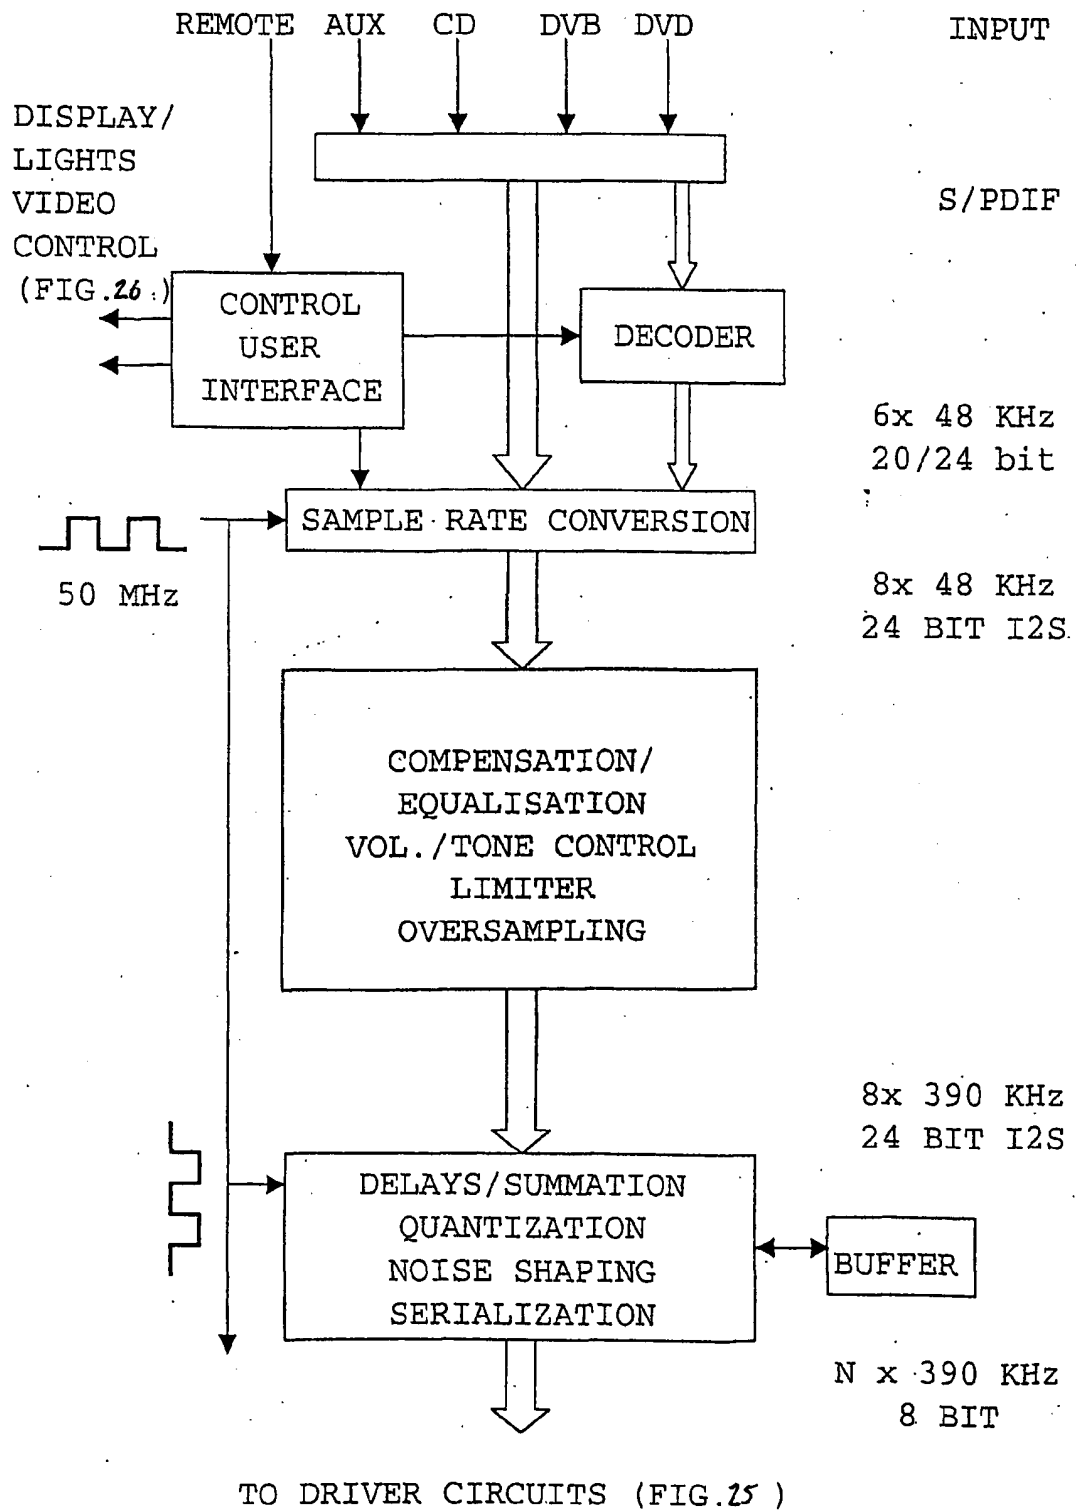 REMOTE AUX CD DVB DVD INPUT
DISPLAY/
LIGHTS
VIDEO
CONTROL
(FIG.26.)
S/PDIF
CONTROL
USER
INTERFACE
DECODER
6x 48 KHz
20/24 bit
SAMPLE RATE CONVERSION
50 MHz
8x 48 KHz
24 BIT I2S
COMPENSATION/
EQUALISATION
VOL./TONE CONTROL
LIMITER
OVERSAMPLING
8x 390 KHz
24 BIT I2S
DELAYS/SUMMATION
QUANTIZATION
NOISE SHAPING
SERIALIZATION
BUFFER
N x 390 KHz
8 BIT
TO DRIVER CIRCUITS (FIG.25 )